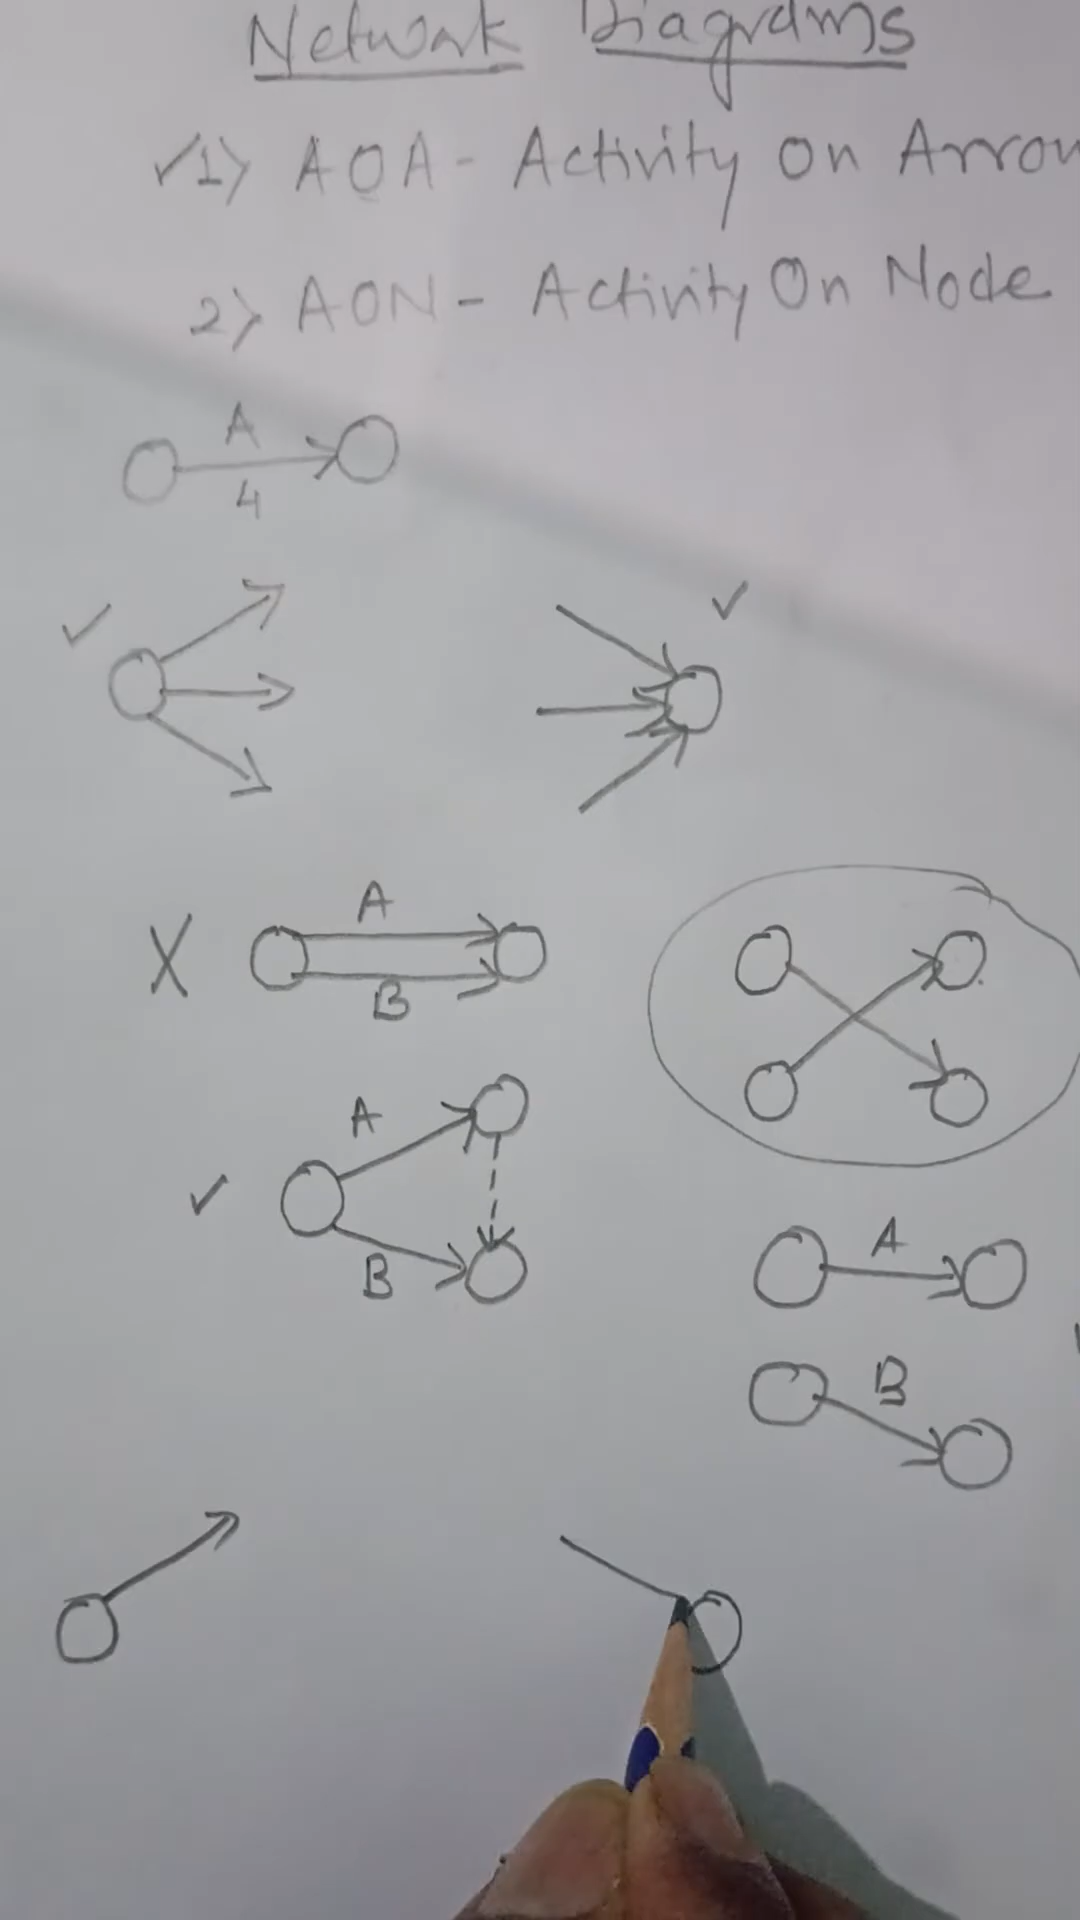 Network Diagrams
✓1) AOA - Activity On Arrow
2) AON - Activity On Node
A
4
✓
✓
X
A
B
✓
A
B
A
B